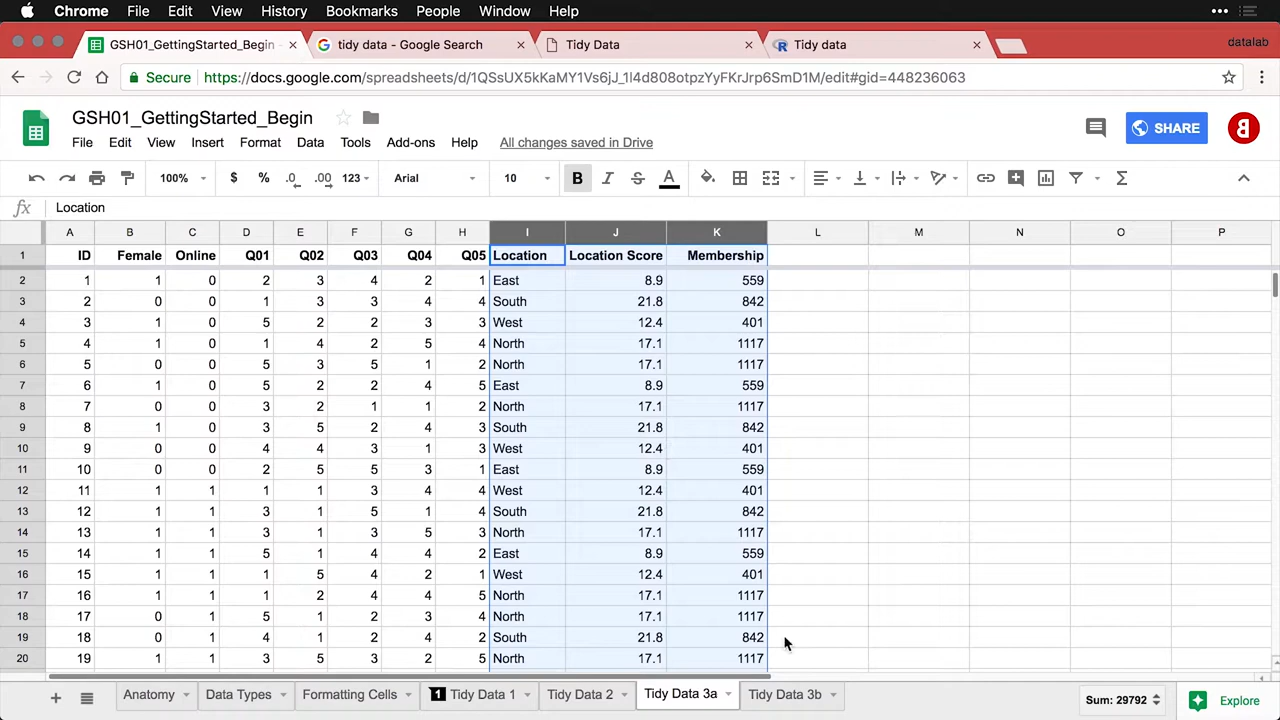 Chrome File Edit View History Bookmarks People Window Help
GSH01_GettingStarted_Begin - tidy data - Google Search Tidy Data Tidy data datalab
Secure https://docs.google.com/spreadsheets/d/1QSsUX5kKaMY1Vs6jJ_1l4d808otpzYyFKrJrp6SmD1M/edit#gid=448236063
GSH01_GettingStarted_Begin
File Edit View Insert Format Data Tools Add-ons Help All changes saved in Drive SHARE
100% $ % .0 .00 123 Arial 10 B I S A Σ
fx Location
A B C D E F G H I J K L M N O P
1 ID Female Online Q01 Q02 Q03 Q04 Q05 Location Location Score Membership
2 1 1 0 2 3 4 2 1 East 8.9 559
3 2 0 0 1 3 3 4 4 South 21.8 842
4 3 1 0 5 2 2 3 3 West 12.4 401
5 4 1 0 1 4 2 5 4 North 17.1 1117
6 5 0 0 5 3 5 1 2 North 17.1 1117
7 6 1 0 5 2 2 4 5 East 8.9 559
8 7 0 0 3 2 1 1 2 North 17.1 1117
9 8 1 0 3 5 2 4 3 South 21.8 842
10 9 0 0 4 4 3 1 3 West 12.4 401
11 10 0 0 2 5 5 3 1 East 8.9 559
12 11 1 1 1 1 3 4 4 West 12.4 401
13 12 1 1 3 1 5 1 4 South 21.8 842
14 13 1 1 3 1 3 5 3 North 17.1 1117
15 14 1 1 5 1 4 4 2 East 8.9 559
16 15 1 1 1 5 4 2 1 West 12.4 401
17 16 1 1 1 2 4 4 5 North 17.1 1117
18 17 0 1 5 1 2 3 4 North 17.1 1117
19 18 0 1 4 1 2 4 2 South 21.8 842
20 19 1 1 3 5 3 2 5 North 17.1 1117
Anatomy Data Types Formatting Cells 1 Tidy Data 1 Tidy Data 2 Tidy Data 3a Tidy Data 3b Sum: 29792 Explore